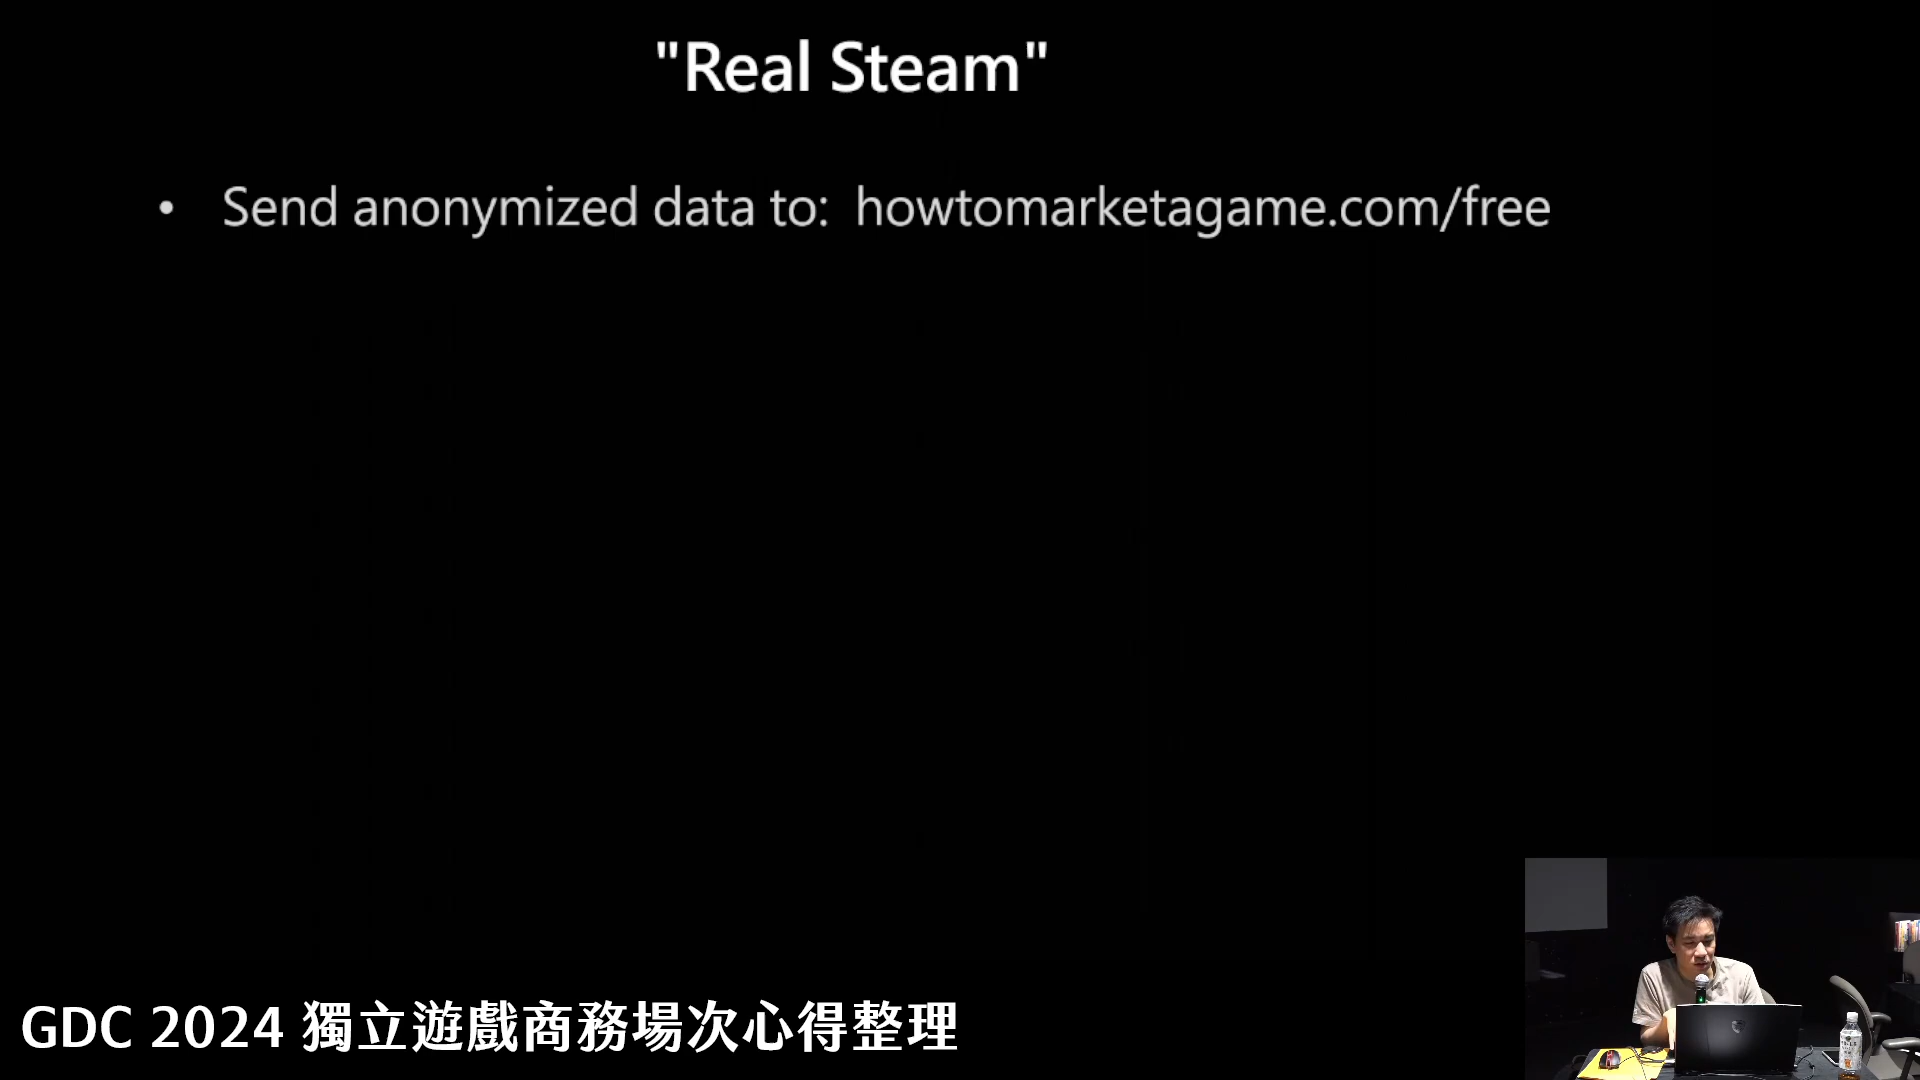 "Real Steam"
• Send anonymized data to: howtomarketagame.com/free
GDC 2024 獨立遊戲商務場次心得整理